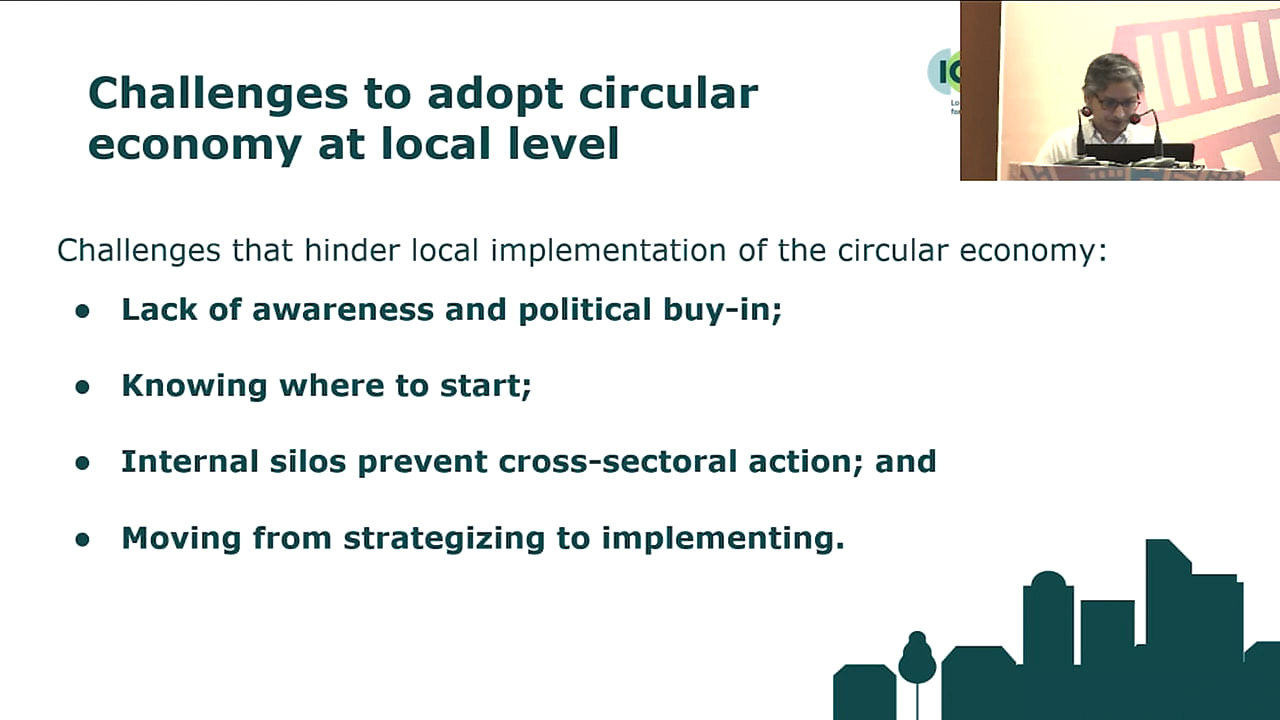 Challenges to adopt circular
economy at local level
Challenges that hinder local implementation of the circular economy:
● Lack of awareness and political buy-in;
● Knowing where to start;
● Internal silos prevent cross-sectoral action; and
● Moving from strategizing to implementing.